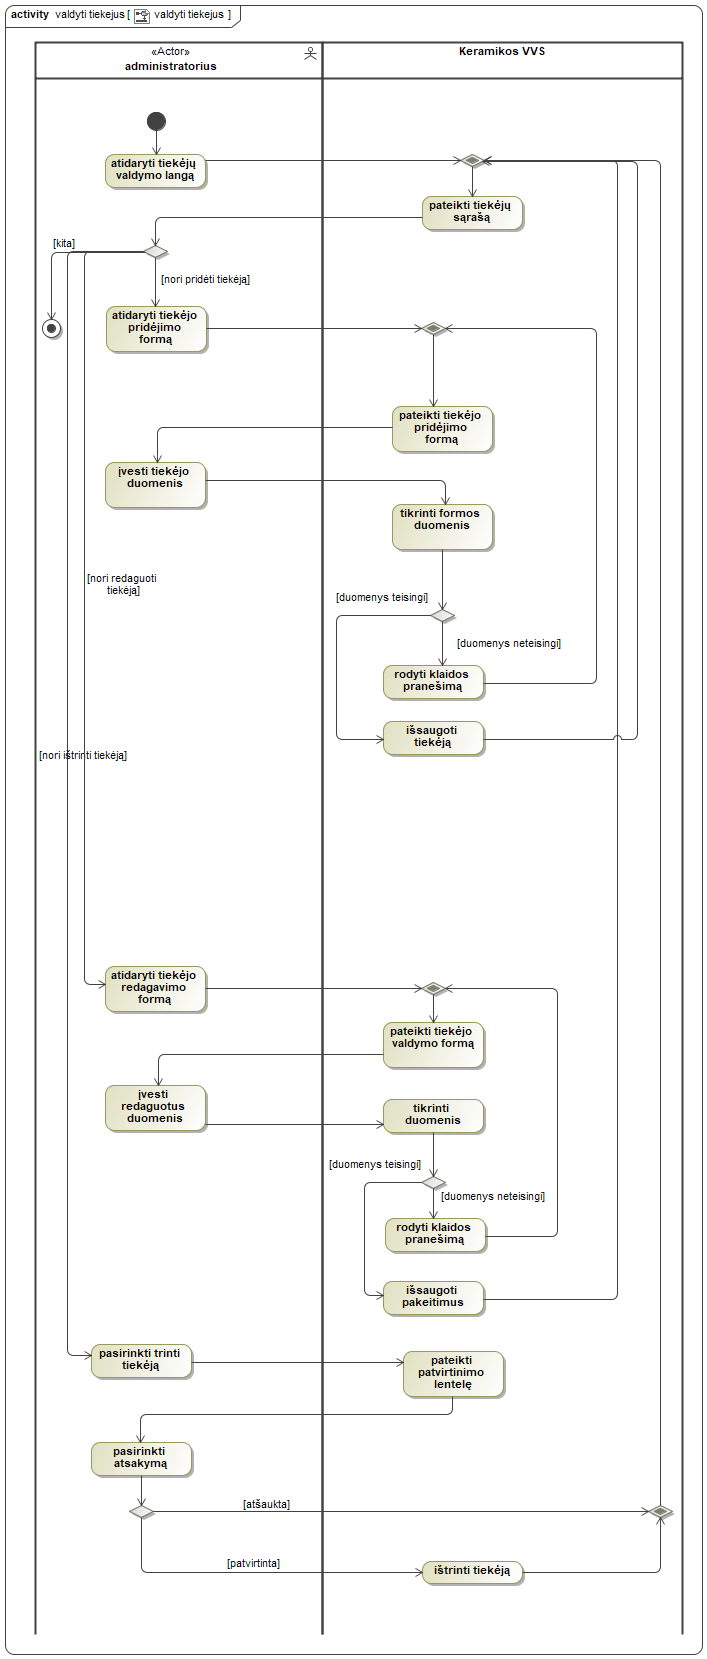 activity valdyti tiekejus [ valdyti tiekejus ]
«Actor»
administratorius
Keramikos VVS
atidaryti tiekėjų
valdymo langą
pateikti tiekėjų
sąrašą
[kita]
[nori pridėti tiekėją]
atidaryti tiekėjo
pridėjimo
formą
pateikti tiekėjo
pridėjimo
formą
įvesti tiekėjo
duomenis
tikrinti formos
duomenis
[nori redaguoti
tiekėją]
[duomenys teisingi]
[duomenys neteisingi]
rodyti klaidos
pranešimą
išsaugoti
tiekėją
[nori ištrinti tiekėją]
atidaryti tiekėjo
redagavimo
formą
pateikti tiekėjo
valdymo formą
įvesti
redaguotus
duomenis
tikrinti
duomenis
[duomenys teisingi]
[duomenys neteisingi]
rodyti klaidos
pranešimą
išsaugoti
pakeitimus
pasirinkti trinti
tiekėją
pateikti
patvirtinimo
lentelę
pasirinkti
atsakymą
[atšaukta]
[patvirtinta]
ištrinti tiekėją